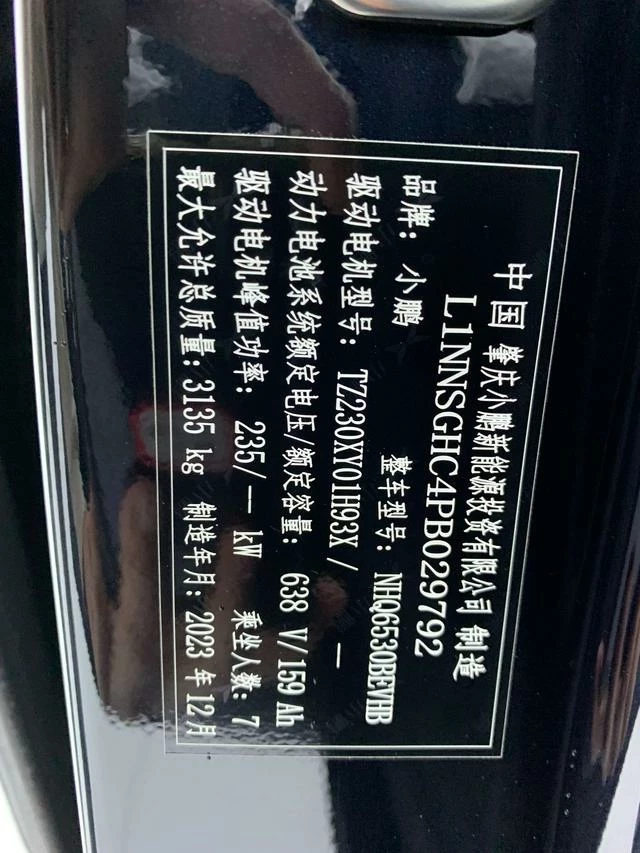 中国 肇庆小鹏新能源投资有限公司 制造
L1NNSGHC4PB029792
品牌: 小鹏 整车型号: NHQ6530BEVHB
驱动电机型号: TZ230XY01H93X / —
动力电池系统额定电压/额定容量: 638 V/159 Ah
驱动电机峰值功率: 235/-- kW 乘坐人数: 7
最大允许总质量: 3135 kg 制造年月: 2023 年 12月